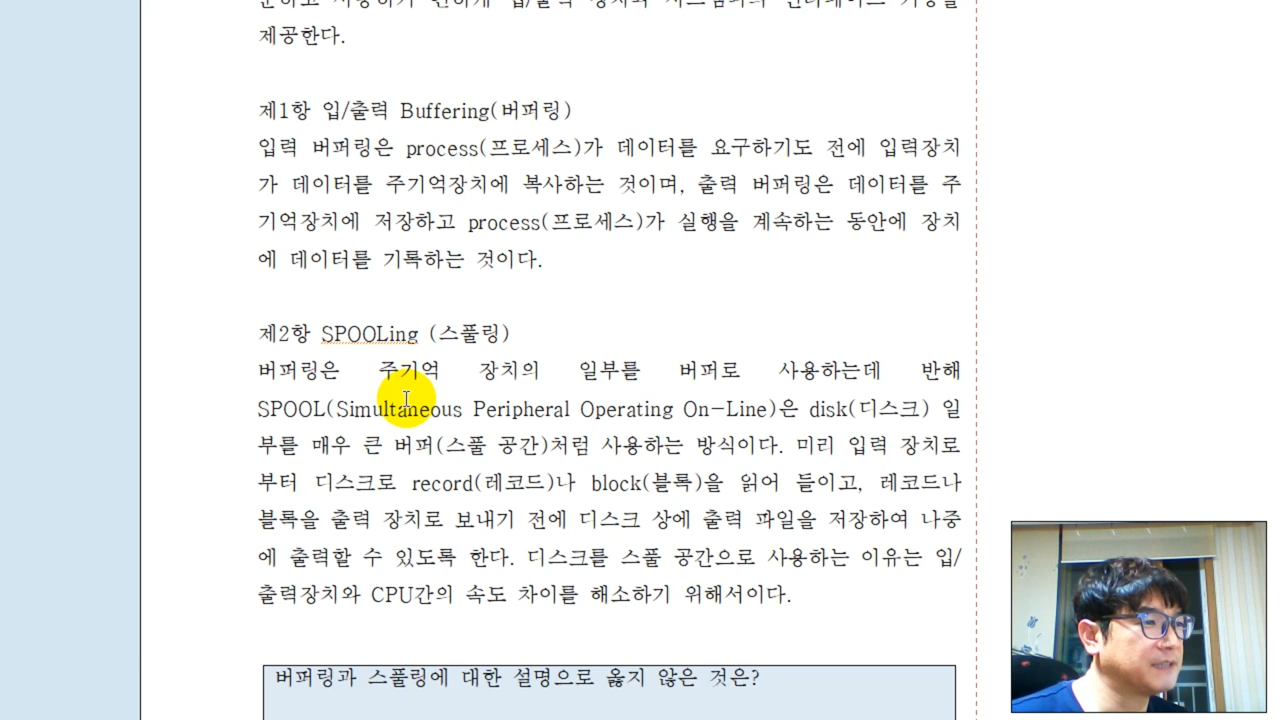 제공한다.
제1항 입/출력 Buffering(버퍼링)
입력 버퍼링은 process(프로세스)가 데이터를 요구하기도 전에 입력장치
가 데이터를 주기억장치에 복사하는 것이며, 출력 버퍼링은 데이터를 주
기억장치에 저장하고 process(프로세스)가 실행을 계속하는 동안에 장치
에 데이터를 기록하는 것이다.
제2항 SPOOLing (스풀링)
버퍼링은 주기억 장치의 일부를 버퍼로 사용하는데 반해
SPOOL(Simultaneous Peripheral Operating On-Line)은 disk(디스크) 일
부를 매우 큰 버퍼(스풀 공간)처럼 사용하는 방식이다. 미리 입력 장치로
부터 디스크로 record(레코드)나 block(블록)을 읽어 들이고, 레코드나
블록을 출력 장치로 보내기 전에 디스크 상에 출력 파일을 저장하여 나중
에 출력할 수 있도록 한다. 디스크를 스풀 공간으로 사용하는 이유는 입/
출력장치와 CPU간의 속도 차이를 해소하기 위해서이다.
버퍼링과 스풀링에 대한 설명으로 옳지 않은 것은?